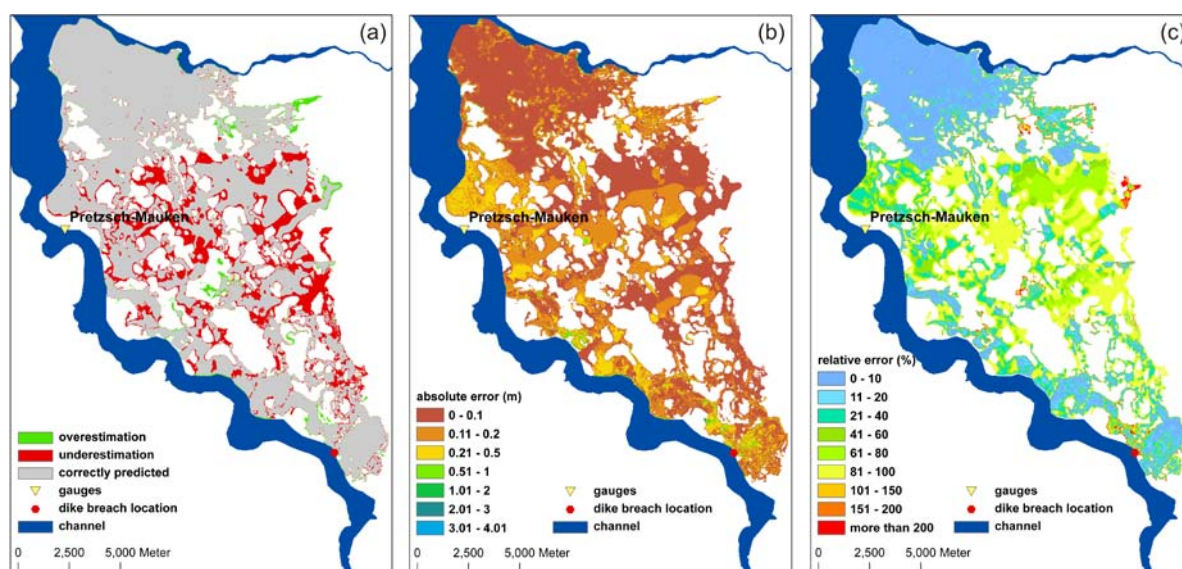 (a)
Pretzsch-Mauken
overestimation
underestimation
correctly predicted
gauges
dike breach location
channel
0 2,500 5,000 Meter
(b)
Pretzsch-Mauken
absolute error (m)
0 - 0.1
0.11 - 0.2
0.21 - 0.5
0.51 - 1
1.01 - 2
2.01 - 3
3.01 - 4.01
gauges
dike breach location
channel
0 2,500 5,000 Meter
(c)
Pretzsch-Mauken
relative error (%)
0 - 10
11 - 20
21 - 40
41 - 60
61 - 80
81 - 100
101 - 150
151 - 200
more than 200
gauges
dike breach location
channel
0 2,500 5,000 Meter